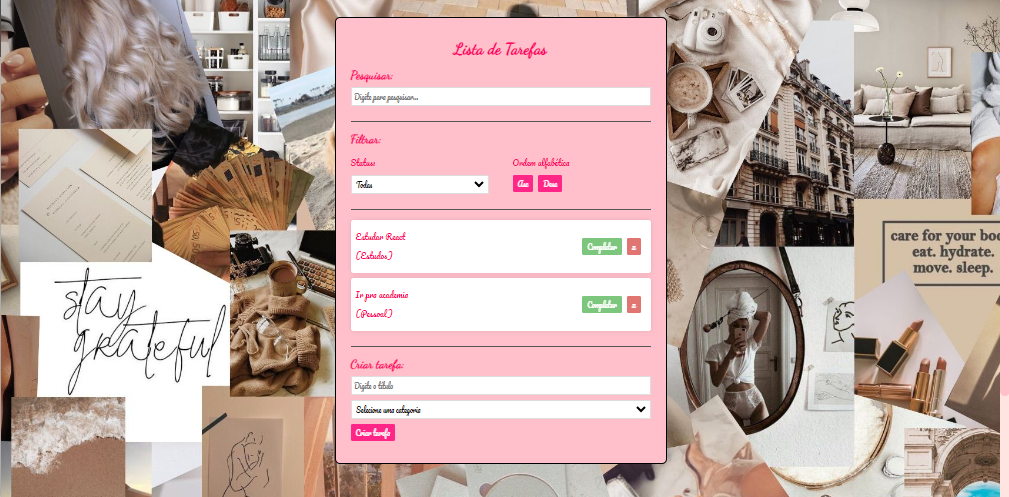 Lista de Tarefas
Pesquisar:
Digite para pesquisar...
Filtrar:
Status:
Ordem alfabética
Todas
Asc
Desc
Estudar React
(Estudos)
Completar
x
Ir pra academia
(Pessoal)
Completar
x
Criar tarefa:
Digite o título
Selecione uma categoria
Criar tarefa
stay
grateful
care for your bo
eat. hydrate.
move. sleep.